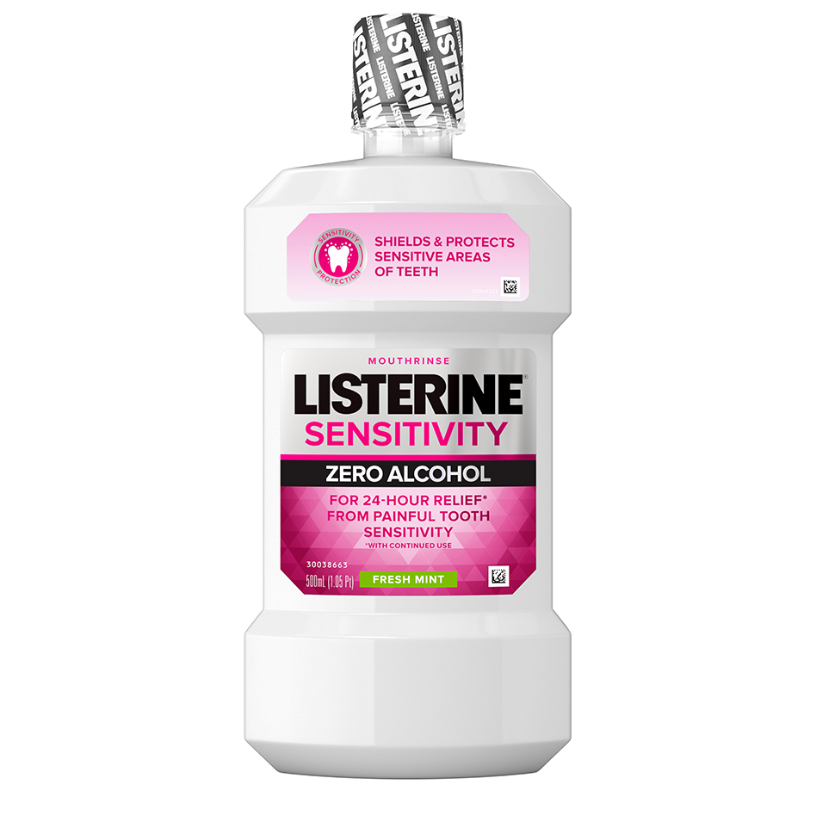 LISTERINE
SENSITIVITY
PROTECTION
SHIELDS & PROTECTS
SENSITIVE AREAS
OF TEETH
MOUTHRINSE
LISTERINE®
SENSITIVITY
ZERO ALCOHOL
FOR 24-HOUR RELIEF*
FROM PAINFUL TOOTH
SENSITIVITY
*WITH CONTINUED USE
30038663
500mL (1.05 Pt) FRESH MINT